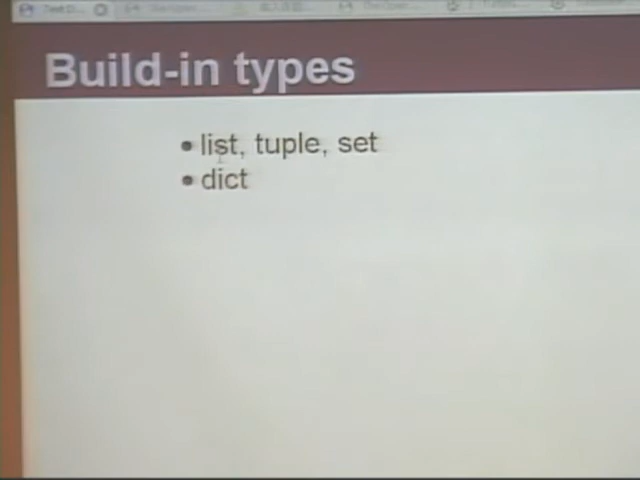 Build-in types
• list, tuple, set
• dict